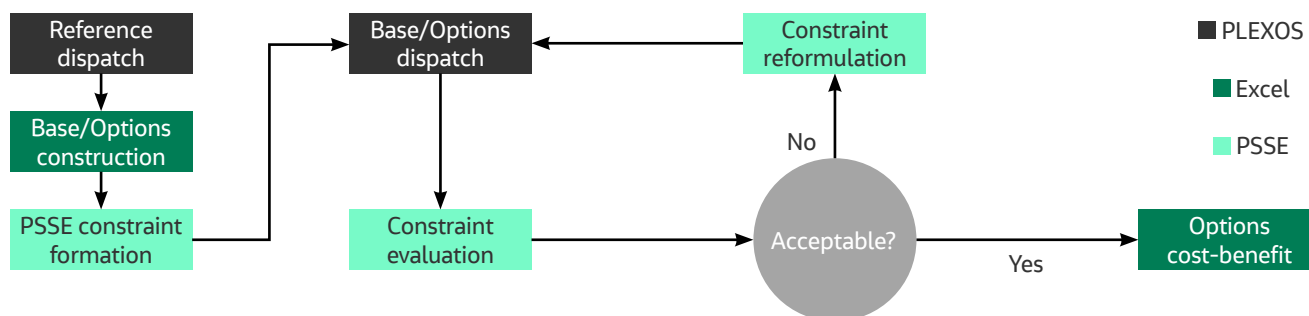 Reference
dispatch
Base/Options
dispatch
Constraint
reformulation
PLEXOS
Excel
PSSE
Base/Options
construction
No
PSSE constraint
formation
Constraint
evaluation
Acceptable?
Yes
Options
cost-benefit